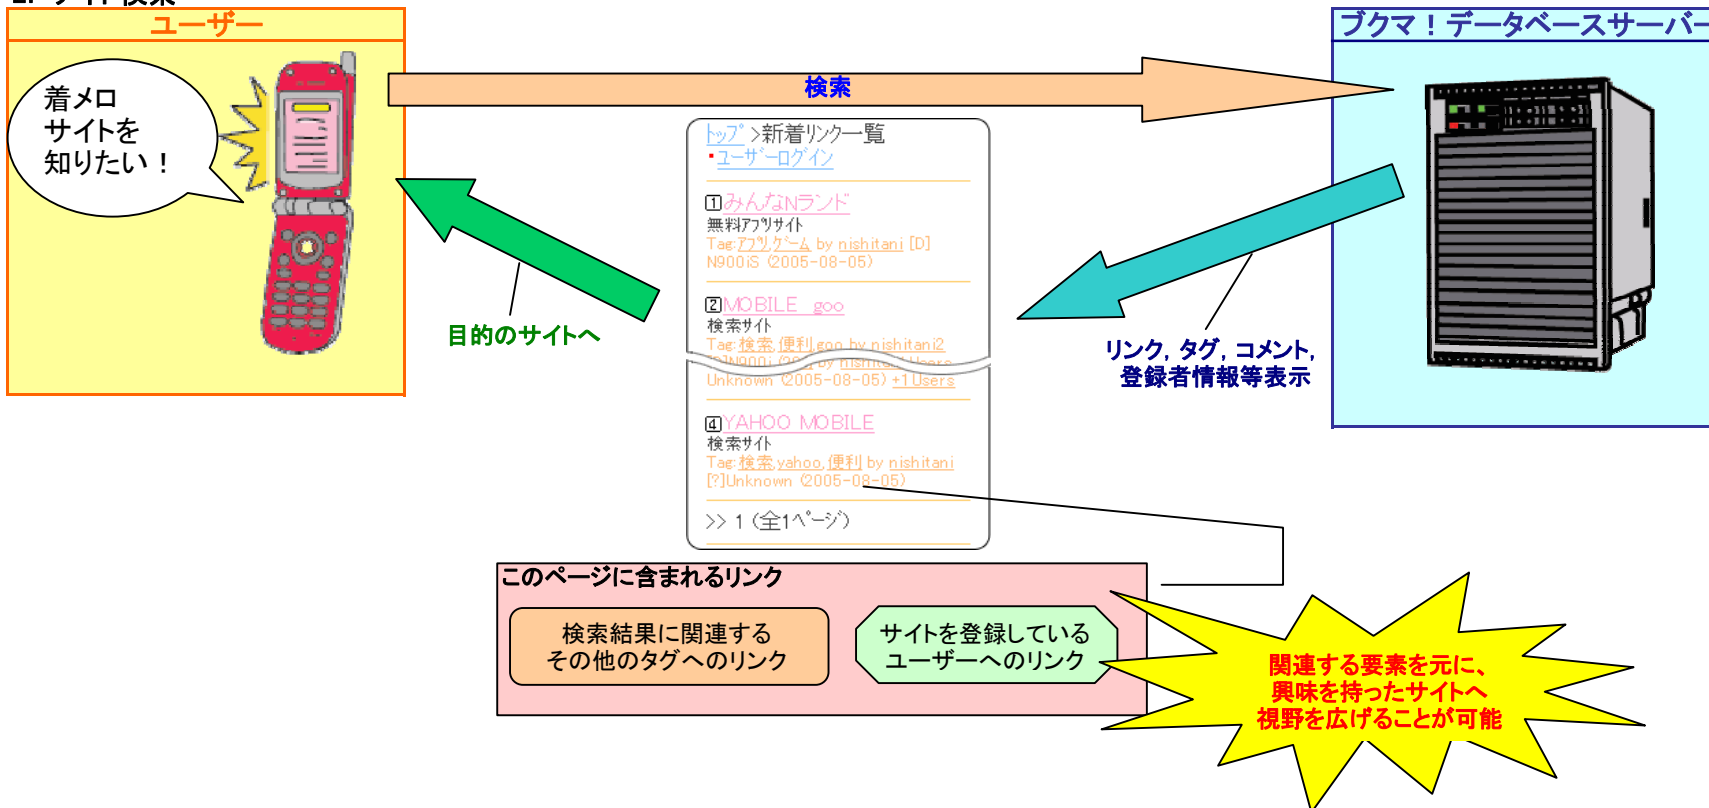 ユーザー
ブクマ！データベースサーバー
着メロ
サイトを
知りたい！
検索
トップ >新着リンク一覧
ユーザーログイン
1 みんなNランド
無料アプリサイト
Tag:アプリ,ゲーム by nishitani [D]
N900iS (2005-08-05)
2 MOBILE goo
検索サイト
Tag:検索,便利,goo by nishitani2
Unknown (2005-08-05) +1 Users
4 YAHOO MOBILE
検索サイト
Tag:検索,yahoo,便利 by nishitani
[?]Unknown (2005-08-05)
>> 1 (全1ページ)
目的のサイトへ
リンク, タグ, コメント,
登録者情報等表示
このページに含まれるリンク
検索結果に関連する
その他のタグへのリンク
サイトを登録している
ユーザーへのリンク
関連する要素を元に、
興味を持ったサイトへ
視野を広げることが可能